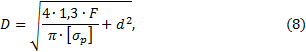 D = √(4 · 1,3 · F / π · [σₚ] + d²), (8)